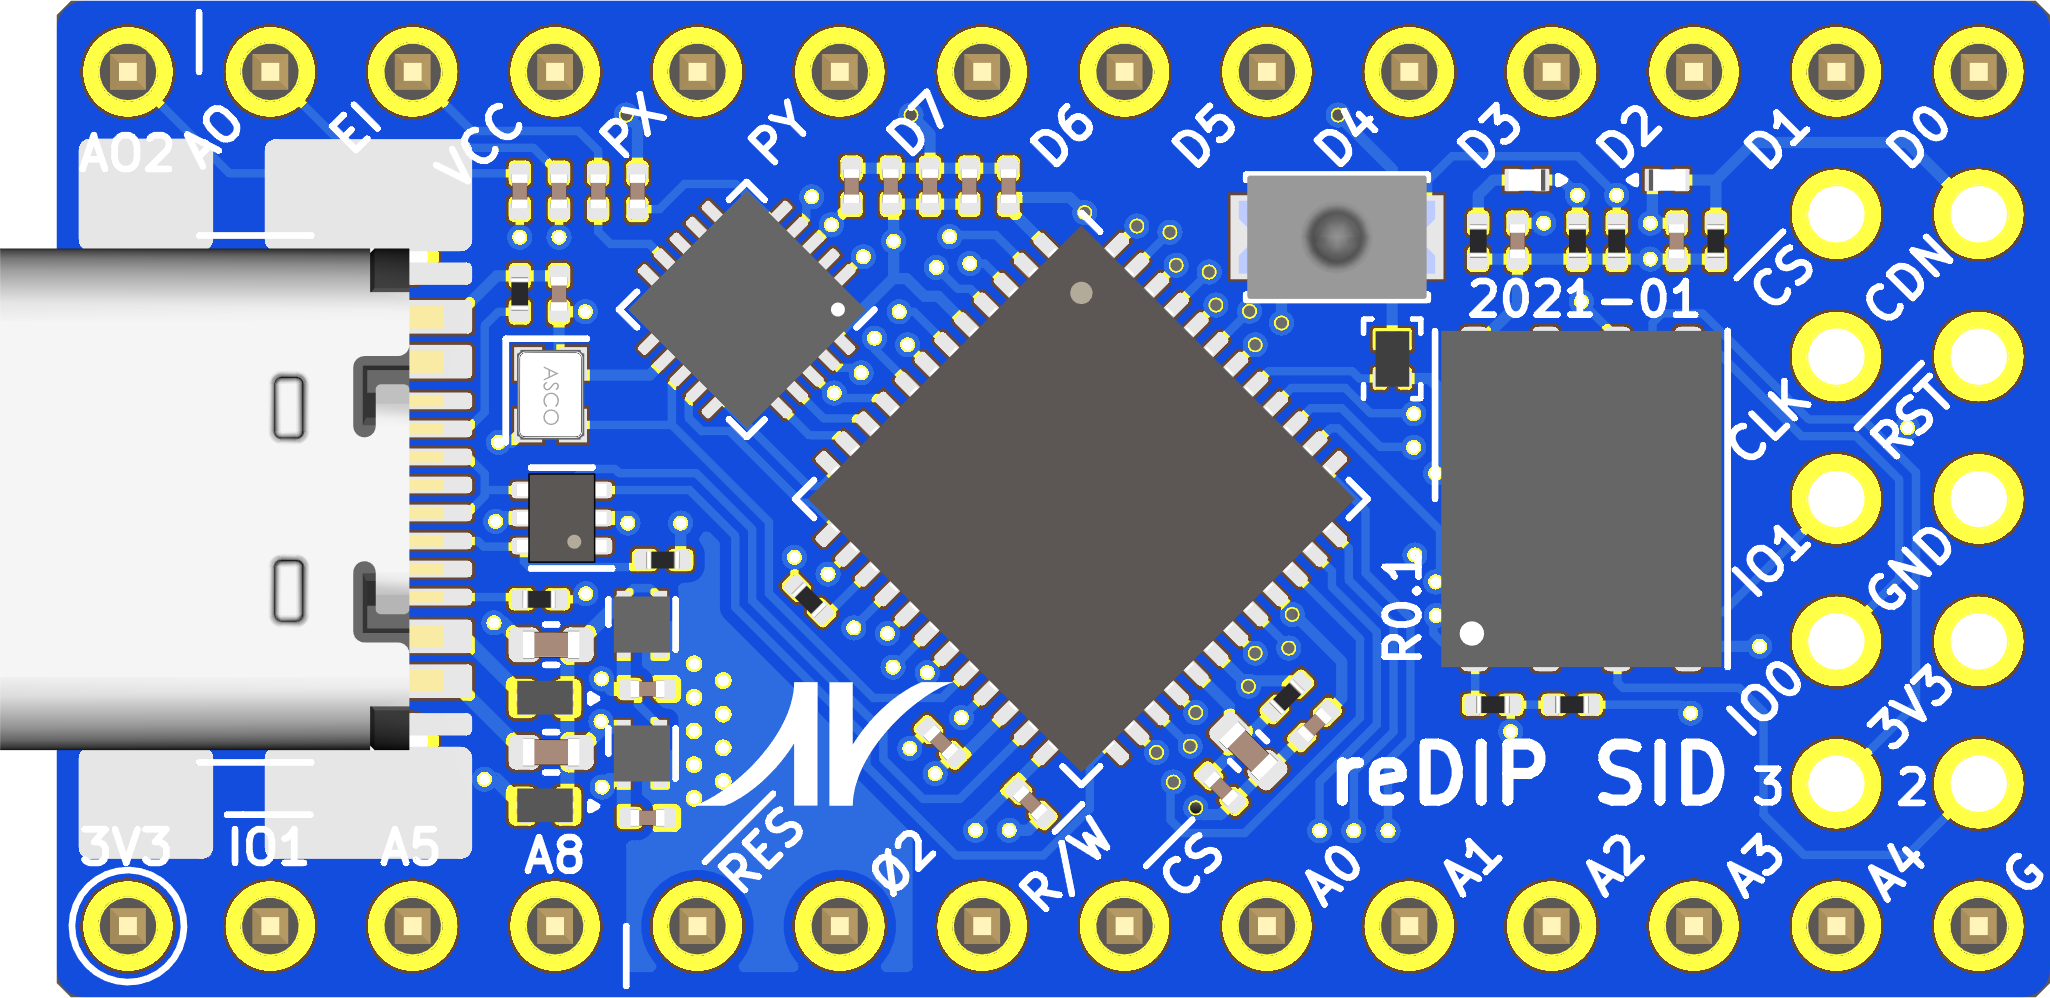 AO2
AO
EI
VCC
PX
PY
D7
D6
D5
D4
D3
D2
D1
D0
2021-01
CS
CDN
ASCO
CLK
RST
R0.1
IO1
GND
IO0
3V3
reDIP SID
3
2
3V3
IO1
A5
A8
RES
Ø2
R/W
CS
A0
A1
A2
A3
A4
G